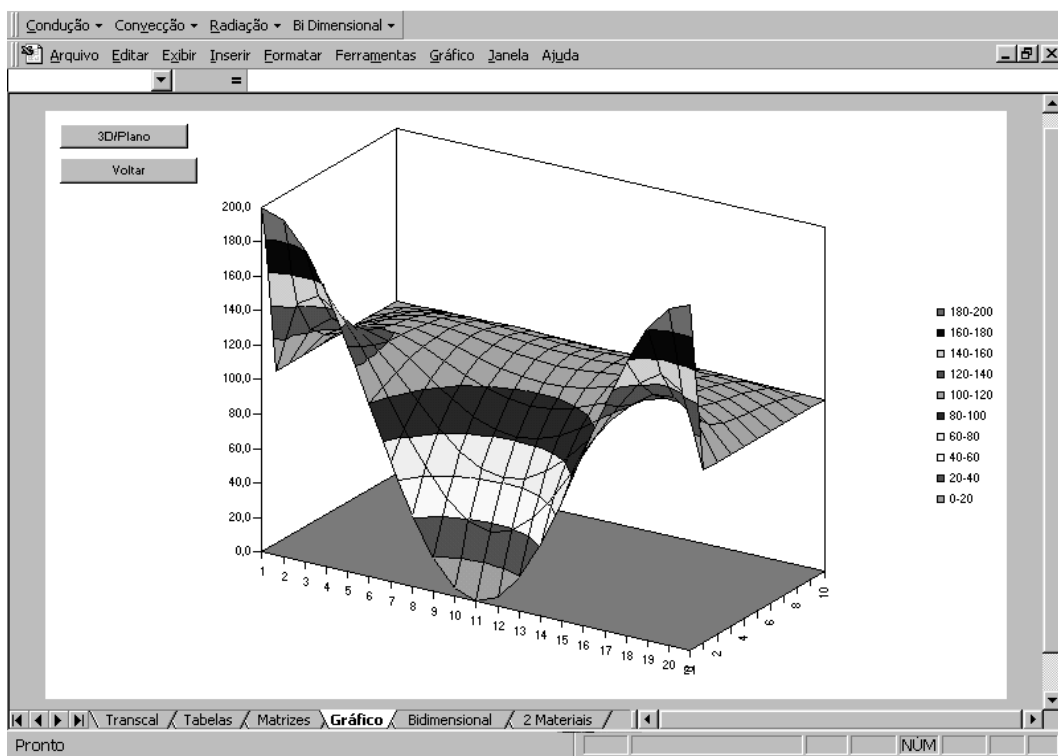 Condução Convecção Radiação Bi Dimensional
Arquivo Editar Exibir Inserir Formatar Ferramentas Gráfico Janela Ajuda
=
3D/Plano
Voltar
200,0
180,0
160,0
140,0
120,0
100,0
80,0
60,0
40,0
20,0
0,0
1 2 3 4 5 6 7 8 9 10 11 12 13 14 15 16 17 18 19 20
2 4 6 8 10
180-200
160-180
140-160
120-140
100-120
80-100
60-80
40-60
20-40
0-20
Transcal Tabelas Matrizes Gráfico Bidimensional 2 Materiais
Pronto NÚM